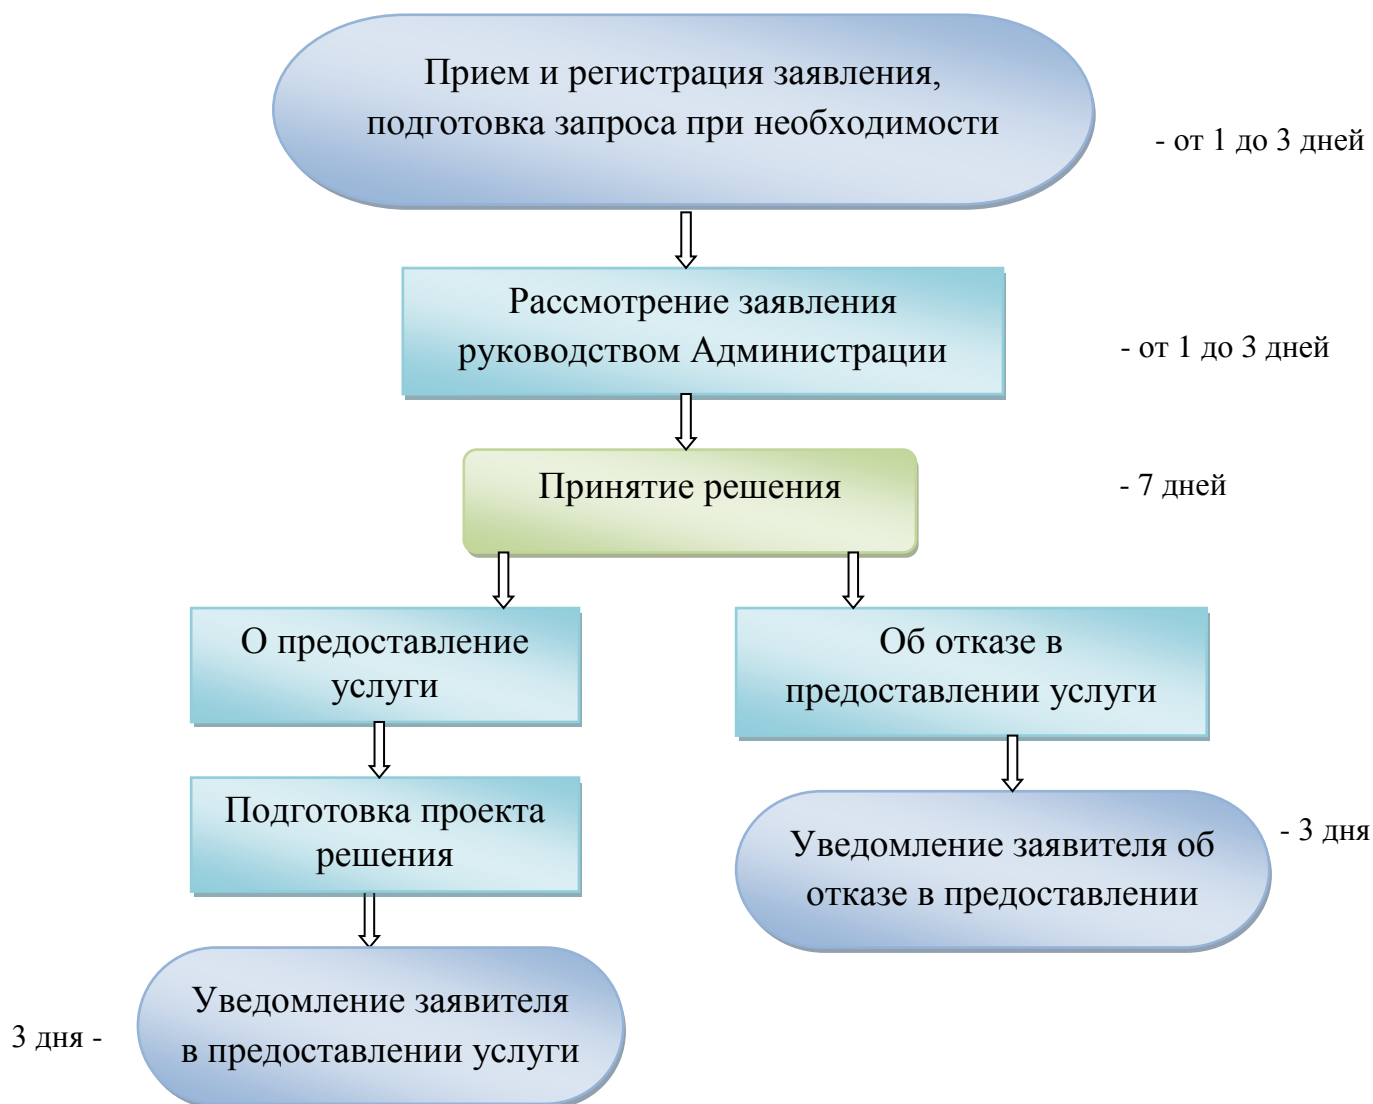 Прием и регистрация заявления,
подготовка запроса при необходимости
- от 1 до 3 дней
Рассмотрение заявления
руководством Администрации
- от 1 до 3 дней
Принятие решения
- 7 дней
О предоставление
услуги
Об отказе в
предоставлении услуги
Подготовка проекта
решения
Уведомление заявителя об
отказе в предоставлении
- 3 дня
Уведомление заявителя
в предоставлении услуги
3 дня -